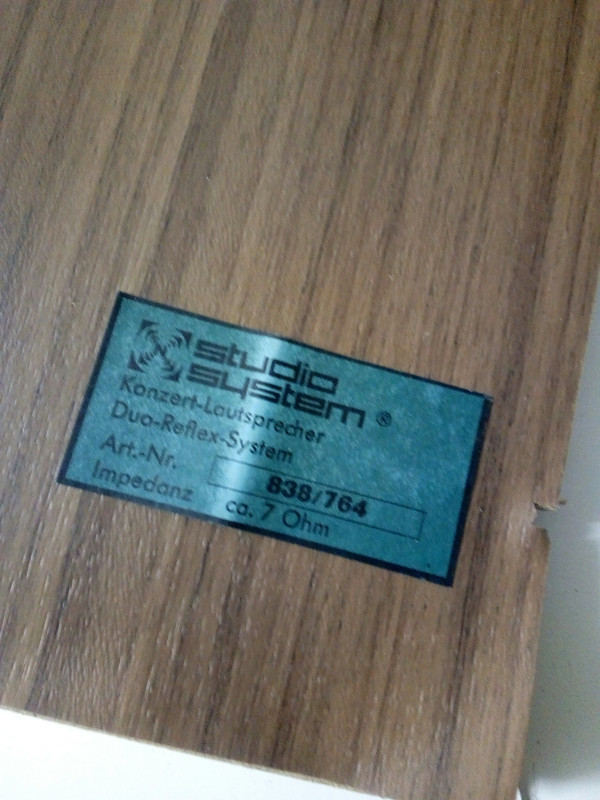 studio
system ®
Konzert-Lautsprecher
Duo-Reflex-System
Art.-Nr. 838/764
Impedanz ca. 7 Ohm